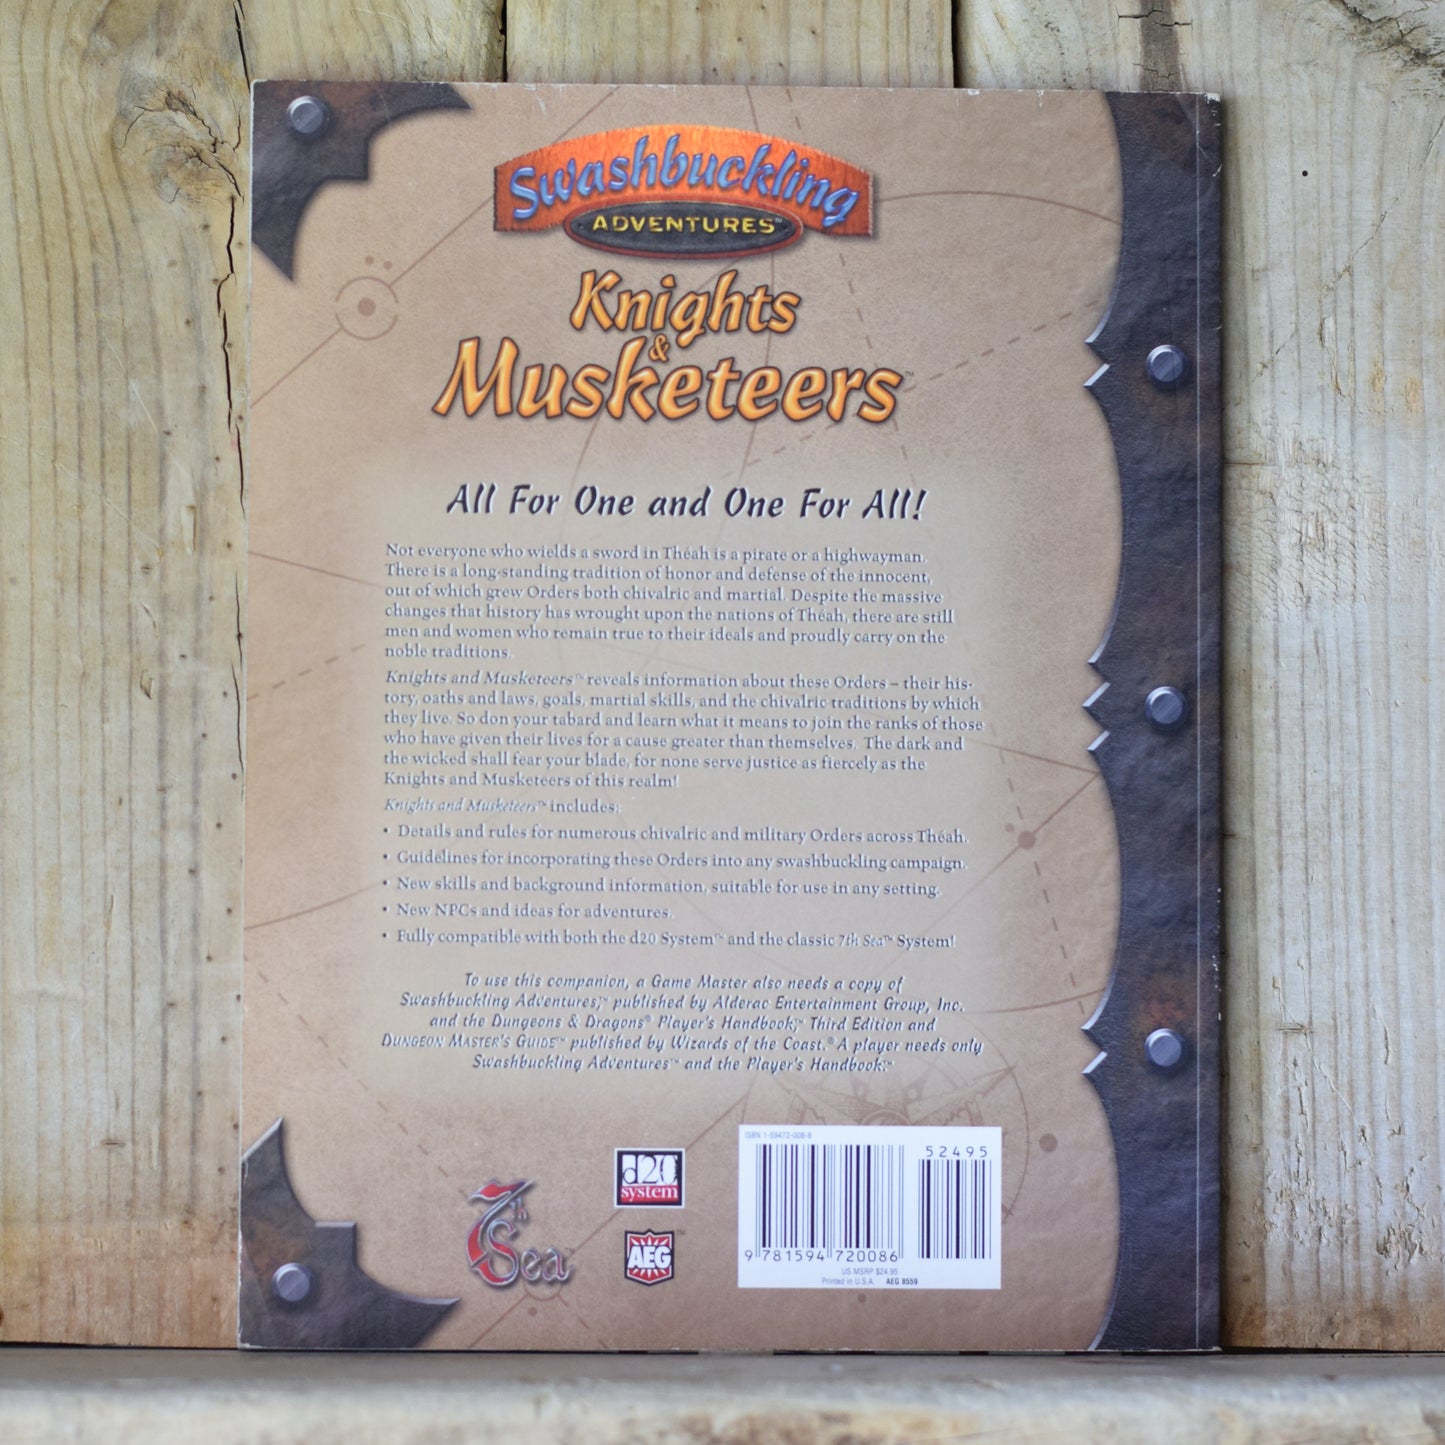 Swashbuckling
ADVENTURES™
Knights
&
Musketeers™
All For One and One For All!
Not everyone who wields a sword in Théah is a pirate or a highwayman.
There is a long-standing tradition of honor and defense of the innocent,
out of which grew Orders both chivalric and martial. Despite the massive
changes that history has wrought upon the nations of Théah, there are still
men and women who remain true to their ideals and proudly carry on the
noble traditions.
Knights and Musketeers™ reveals information about these Orders – their his-
tory, oaths and laws, goals, martial skills, and the chivalric traditions by which
they live. So don your tabard and learn what it means to join the ranks of those
who have given their lives for a cause greater than themselves. The dark and
the wicked shall fear your blade, for none serve justice as fiercely as the
Knights and Musketeers of this realm!
Knights and Musketeers™ includes:
• Details and rules for numerous chivalric and military Orders across Théah.
• Guidelines for incorporating these Orders into any swashbuckling campaign.
• New skills and background information, suitable for use in any setting.
• New NPCs and ideas for adventures.
• Fully compatible with both the d20 System™ and the classic 7th Sea™ System!
To use this companion, a Game Master also needs a copy of
Swashbuckling Adventures,™ published by Alderac Entertainment Group, Inc.
and the Dungeons & Dragons® Player's Handbook,™ Third Edition and
DUNGEON MASTER'S GUIDE™ published by Wizards of the Coast.® A player needs only
Swashbuckling Adventures™ and the Player's Handbook.™
7th
Sea™
d20
system
AEG™
ISBN 1-59472-008-8
52495
9 781594 720086
US MSRP $24.95
Printed in U.S.A. AEG 8559